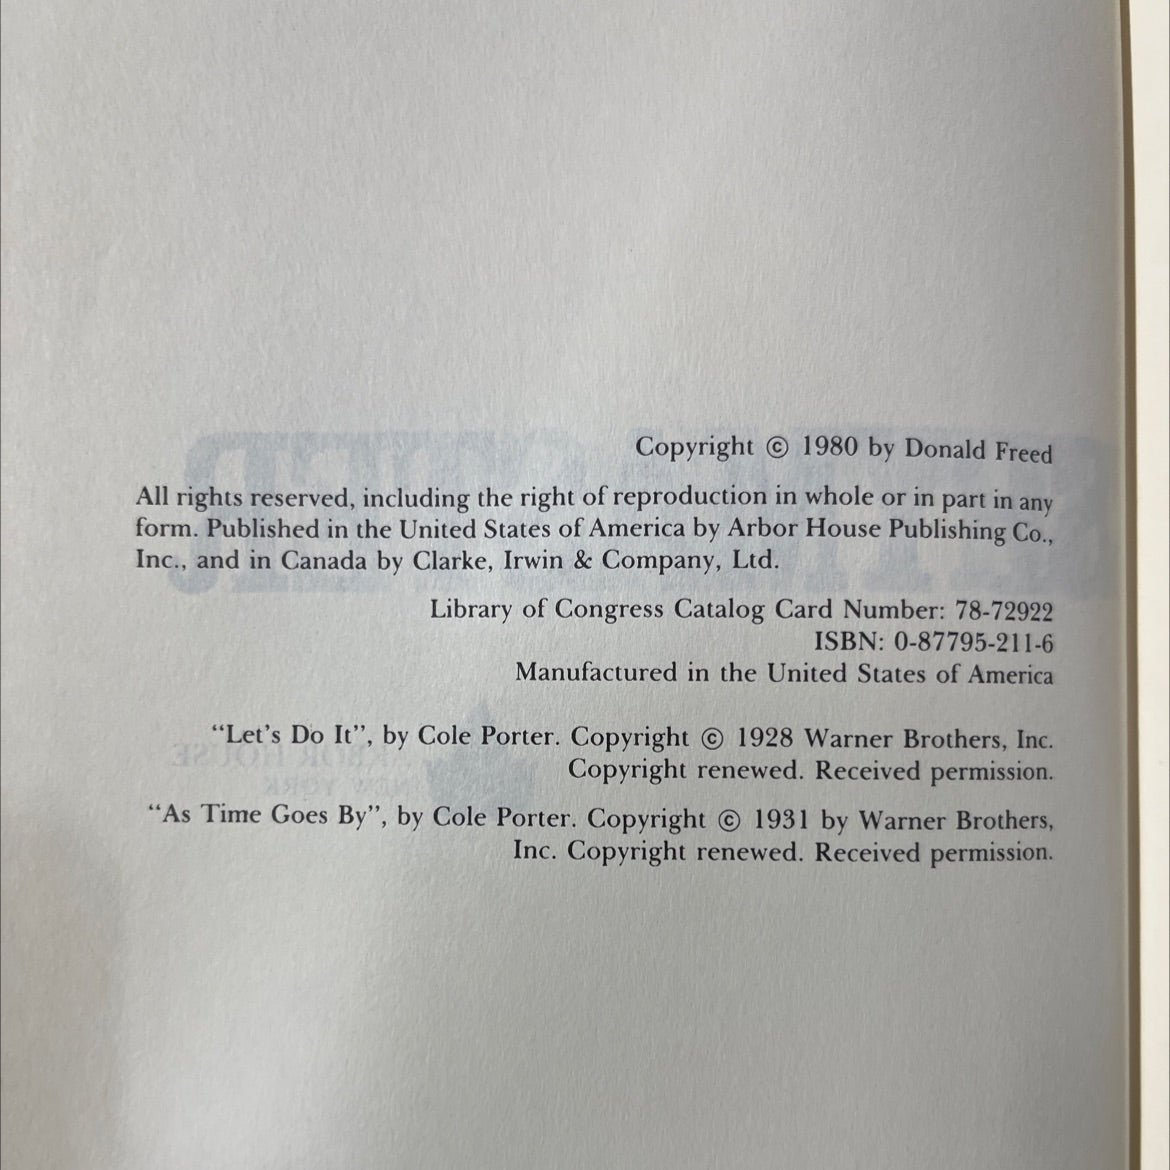 Copyright © 1980 by Donald Freed
All rights reserved, including the right of reproduction in whole or in part in any
form. Published in the United States of America by Arbor House Publishing Co.,
Inc., and in Canada by Clarke, Irwin & Company, Ltd.
Library of Congress Catalog Card Number: 78-72922
ISBN: 0-87795-211-6
Manufactured in the United States of America
“Let’s Do It”, by Cole Porter. Copyright © 1928 Warner Brothers, Inc.
Copyright renewed. Received permission.
“As Time Goes By”, by Cole Porter. Copyright © 1931 by Warner Brothers,
Inc. Copyright renewed. Received permission.